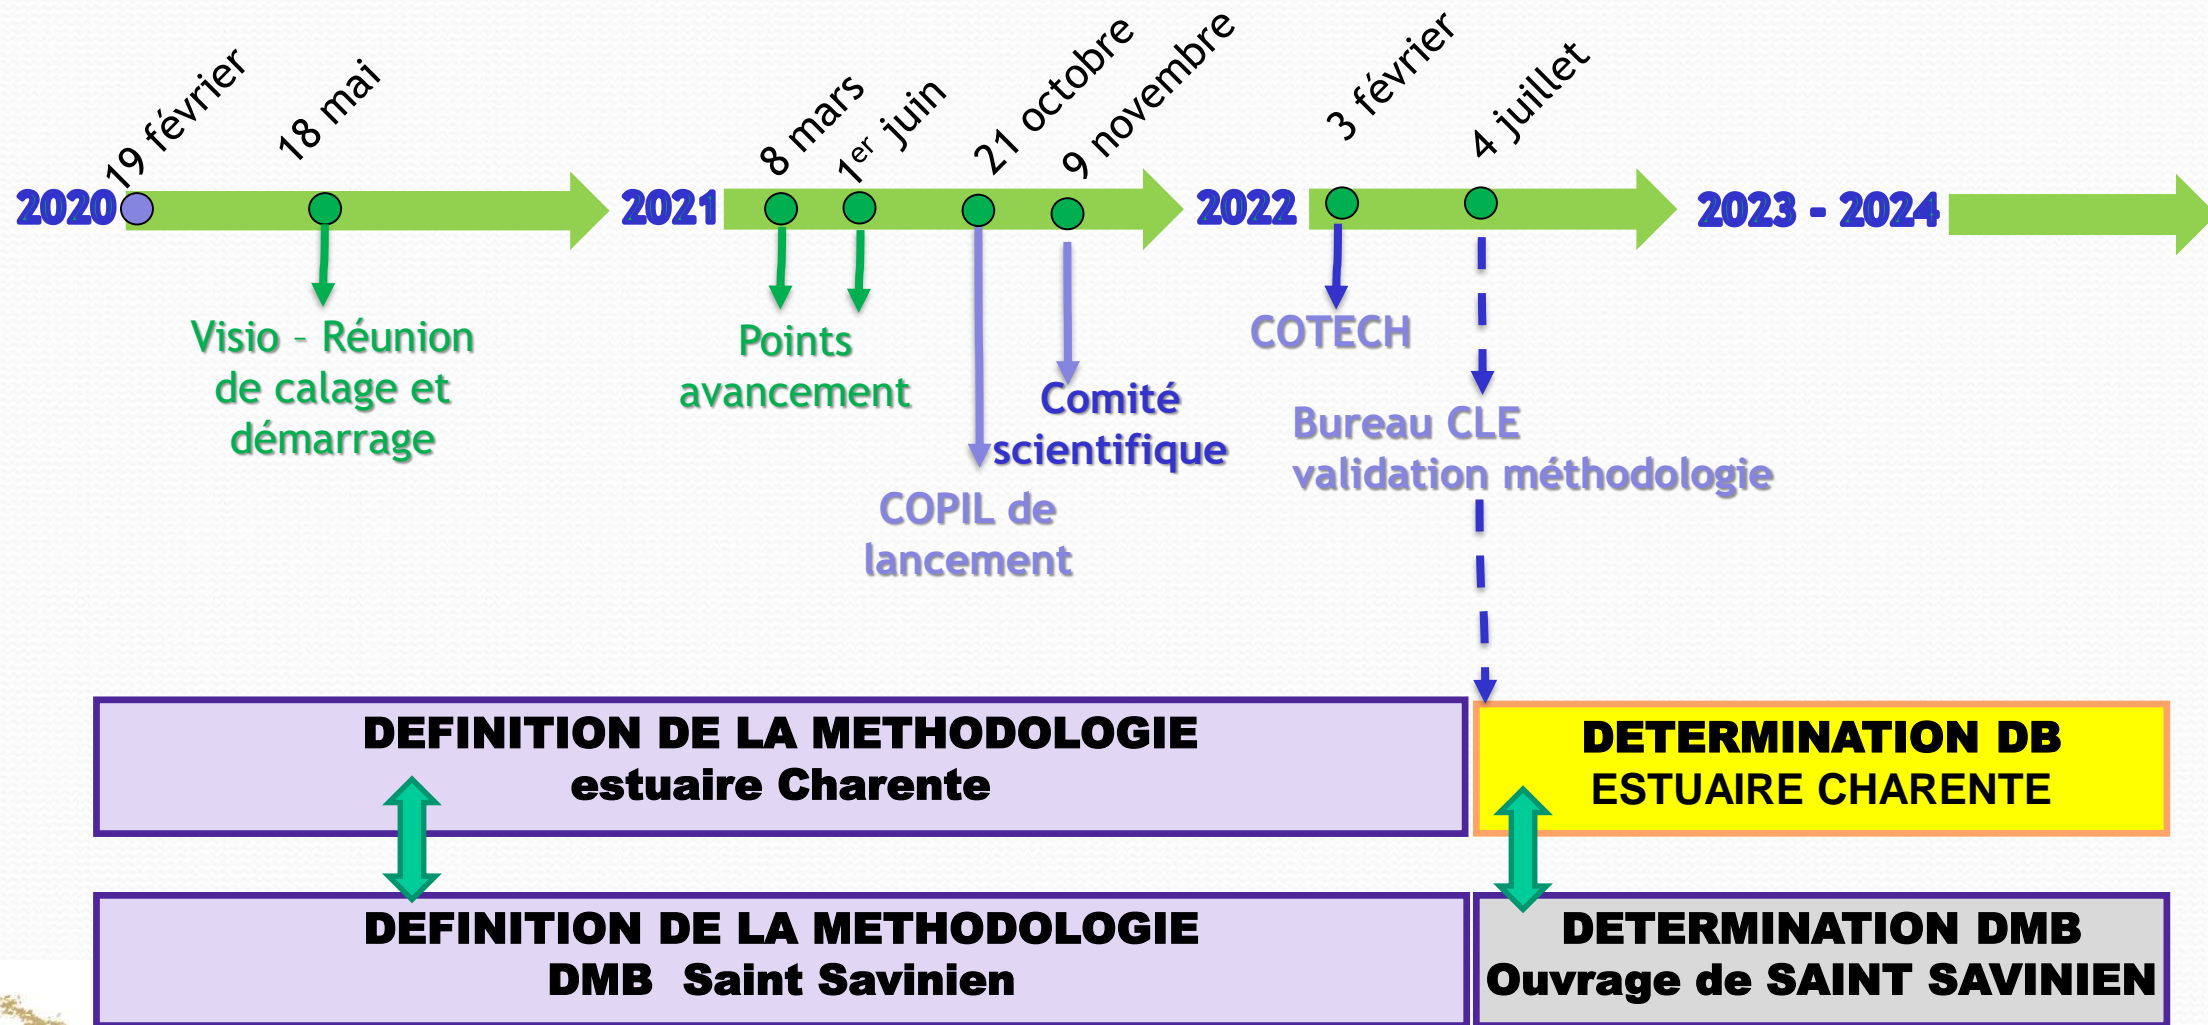 19 février
18 mai
8 mars
1er juin
21 octobre
9 novembre
3 février
4 juillet
2020
2021
2022
2023 - 2024
Visio – Réunion
de calage et
démarrage
Points
avancement
COPIL de
lancement
Comité
scientifique
COTECH
Bureau CLE
validation méthodologie
DEFINITION DE LA METHODOLOGIE
estuaire Charente
DETERMINATION DB
ESTUAIRE CHARENTE
DEFINITION DE LA METHODOLOGIE
DMB Saint Savinien
DETERMINATION DMB
Ouvrage de SAINT SAVINIEN